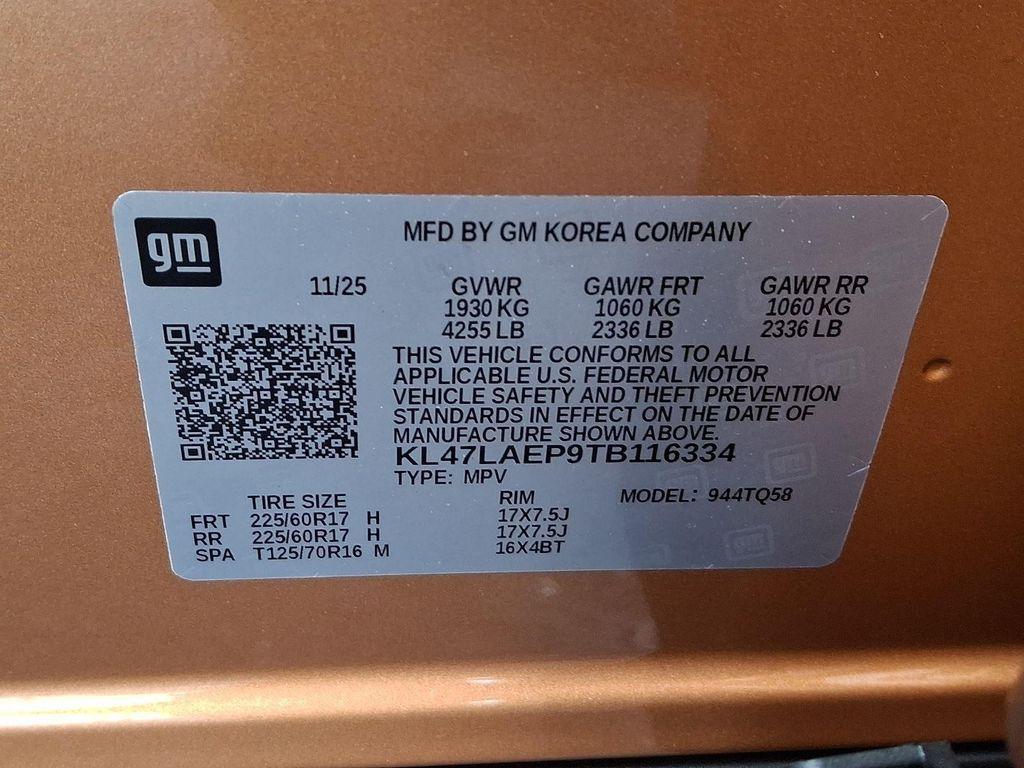 gm
MFD BY GM KOREA COMPANY
11/25 GVWR GAWR FRT GAWR RR
1930 KG 1060 KG 1060 KG
4255 LB 2336 LB 2336 LB
THIS VEHICLE CONFORMS TO ALL
APPLICABLE U.S. FEDERAL MOTOR
VEHICLE SAFETY AND THEFT PREVENTION
STANDARDS IN EFFECT ON THE DATE OF
MANUFACTURE SHOWN ABOVE.
KL47LAEP9TB116334
TYPE: MPV
TIRE SIZE RIM MODEL: 944TQ58
FRT 225/60R17 H 17X7.5J
RR 225/60R17 H 17X7.5J
SPA T125/70R16 M 16X4BT